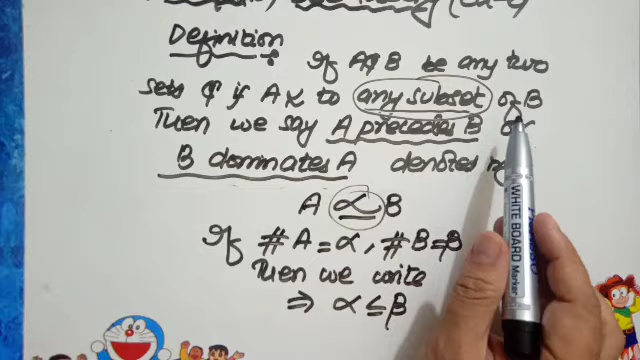 Definition :
If A & B be any two
sets & if A ≺ to any subset of B
Then we say A precedes B or
B dominates A denotes by
A ≼ B
If #A = α, #B = β
Then we write
⇒ α ≤ β
WHITE BOARD Marker